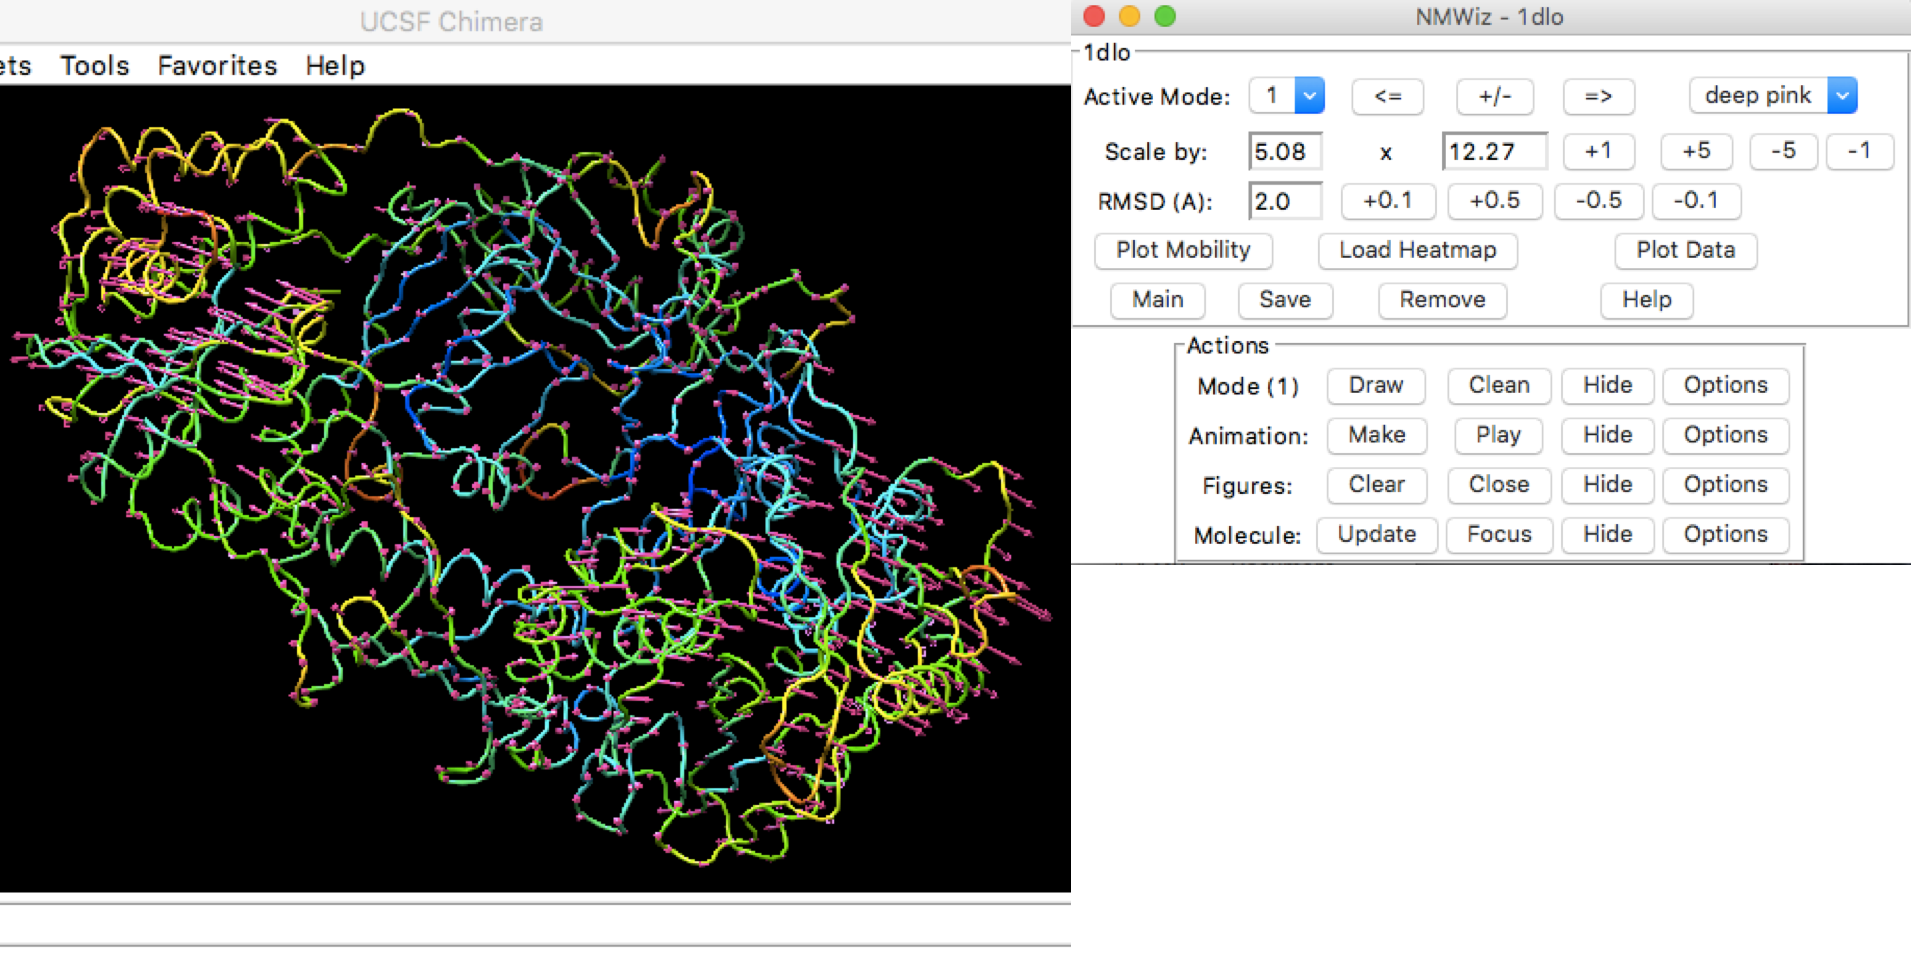 UCSF Chimera
ets Tools Favorites Help
NMWiz - 1dlo
1dlo
Active Mode: 1 <= +/- => deep pink
Scale by: 5.08 x 12.27 +1 +5 -5 -1
RMSD (A): 2.0 +0.1 +0.5 -0.5 -0.1
Plot Mobility Load Heatmap Plot Data
Main Save Remove Help
Actions
Mode (1) Draw Clean Hide Options
Animation: Make Play Hide Options
Figures: Clear Close Hide Options
Molecule: Update Focus Hide Options